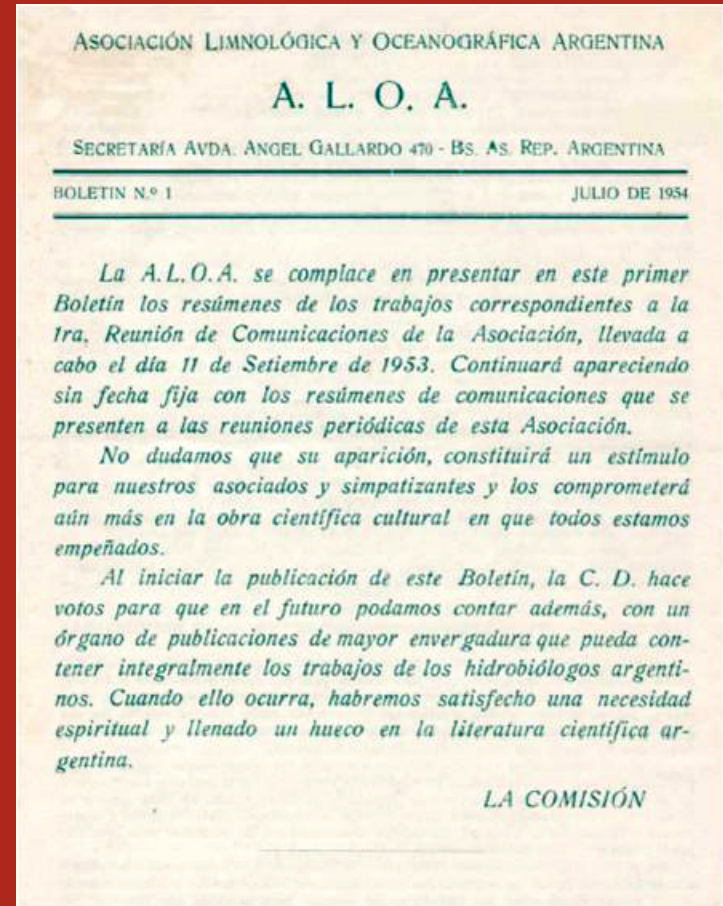 ASOCIACIÓN LIMNOLÓGICA Y OCEANOGRÁFICA ARGENTINA
A. L. O. A.
SECRETARÍA AVDA. ANGEL GALLARDO 470 - BS. AS. REP. ARGENTINA
BOLETIN N.º 1 JULIO DE 1954
La A.L.O.A. se complace en presentar en este primer
Boletín los resúmenes de los trabajos correspondientes a la
1ra. Reunión de Comunicaciones de la Asociación, llevada a
cabo el día 11 de Setiembre de 1953. Continuará apareciendo
sin fecha fija con los resúmenes de comunicaciones que se
presenten a las reuniones periódicas de esta Asociación.
No dudamos que su aparición, constituirá un estímulo
para nuestros asociados y simpatizantes y los comprometerá
aún más en la obra científica cultural en que todos estamos
empeñados.
Al iniciar la publicación de este Boletín, la C. D. hace
votos para que en el futuro podamos contar además, con un
órgano de publicaciones de mayor envergadura que pueda con-
tener integralmente los trabajos de los hidrobiólogos argenti-
nos. Cuando ello ocurra, habremos satisfecho una necesidad
espiritual y llenado un hueco en la literatura científica ar-
gentina.
LA COMISIÓN